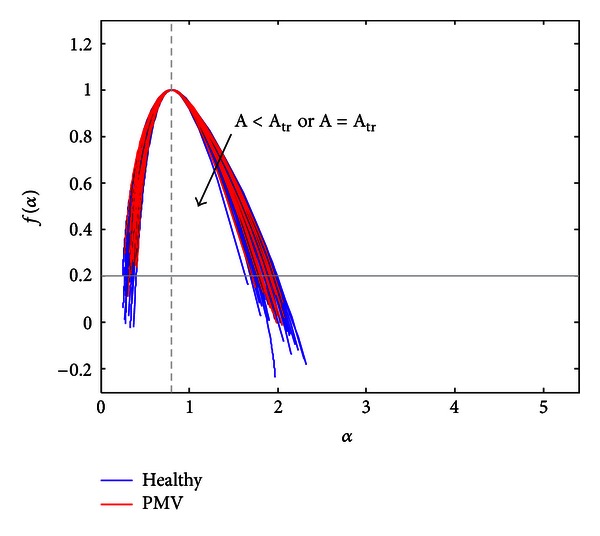 1.2
1
0.8
0.6
0.4
0.2
0
−0.2
f(α)
A < Atr or A = Atr
0 1 2 3 4 5
α
Healthy
PMV